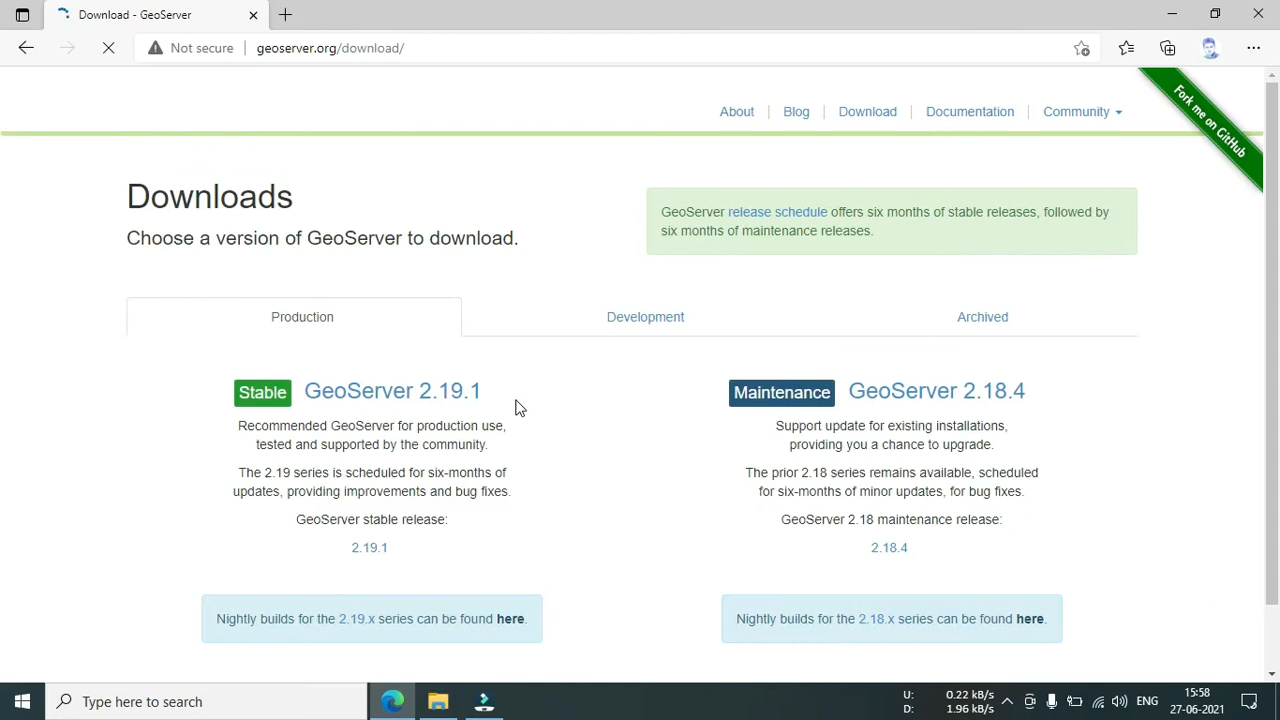 Download - GeoServer
Not secure
geoserver.org/download/
About
Blog
Download
Documentation
Community
Fork me on GitHub
Downloads
Choose a version of GeoServer to download.
GeoServer release schedule offers six months of stable releases, followed by
six months of maintenance releases.
Production
Development
Archived
Stable GeoServer 2.19.1
Recommended GeoServer for production use,
tested and supported by the community.
The 2.19 series is scheduled for six-months of
updates, providing improvements and bug fixes.
GeoServer stable release:
2.19.1
Nightly builds for the 2.19.x series can be found here.
Maintenance GeoServer 2.18.4
Support update for existing installations,
providing you a chance to upgrade.
The prior 2.18 series remains available, scheduled
for six-months of minor updates, for bug fixes.
GeoServer 2.18 maintenance release:
2.18.4
Nightly builds for the 2.18.x series can be found here.
Type here to search
U: 0.22 kB/s
D: 1.96 kB/s
ENG
15:58
27-06-2021